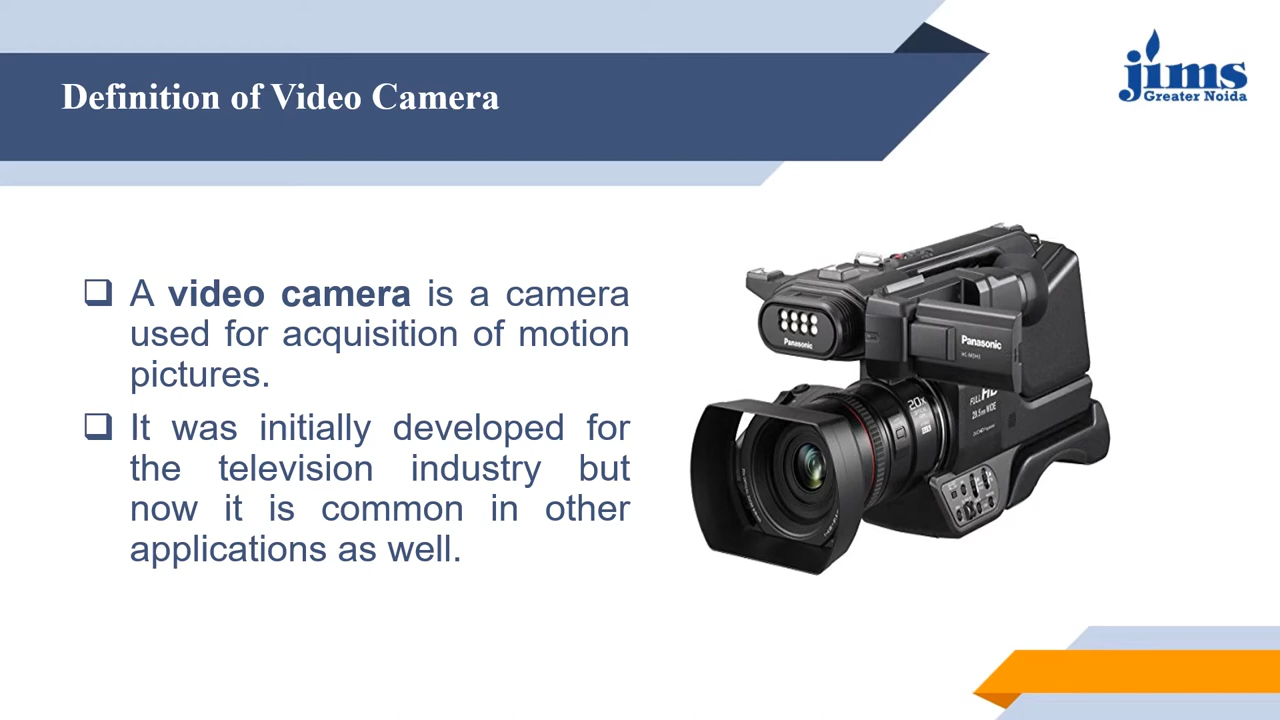 Definition of Video Camera
jims
Greater Noida
❑ A video camera is a camera
used for acquisition of motion
pictures.
❑ It was initially developed for
the television industry but
now it is common in other
applications as well.
Panasonic
Panasonic
20x
FULL HD